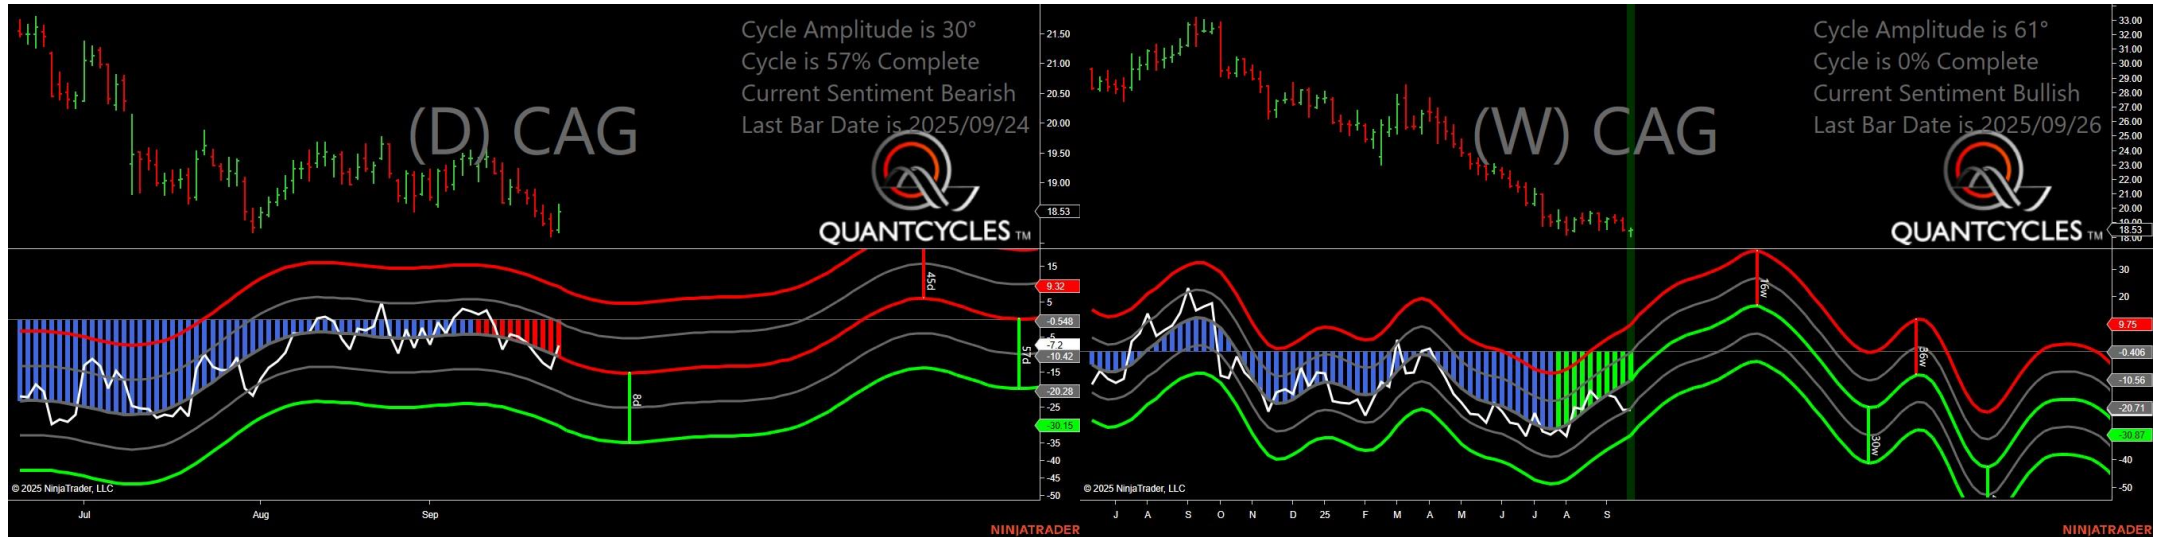 Cycle Amplitude is 30°
Cycle is 57% Complete
Current Sentiment Bearish
Last Bar Date is 2025/09/24
(D) CAG
QUANTCYCLES TM
21.50
21.00
20.50
20.00
19.50
19.00
18.53
15
9.32
5
-0.548
-7.2
-10.42
-15
-20.28
-25
-30.15
-35
-40
-45
-50
45d
57d
8d
© 2025 NinjaTrader, LLC
Jul Aug Sep
NINJATRADER
Cycle Amplitude is 61°
Cycle is 0% Complete
Current Sentiment Bullish
Last Bar Date is 2025/09/26
(W) CAG
QUANTCYCLES TM
33.00
32.00
31.00
30.00
29.00
28.00
27.00
26.00
25.00
24.00
23.00
22.00
21.00
20.00
19.00
18.53
18.00
30
20
9.75
-0.406
-10.56
-20.71
-30.87
-40
-50
16w
30w
© 2025 NinjaTrader, LLC
J A S O N D 25 F M A M J J A S
NINJATRADER